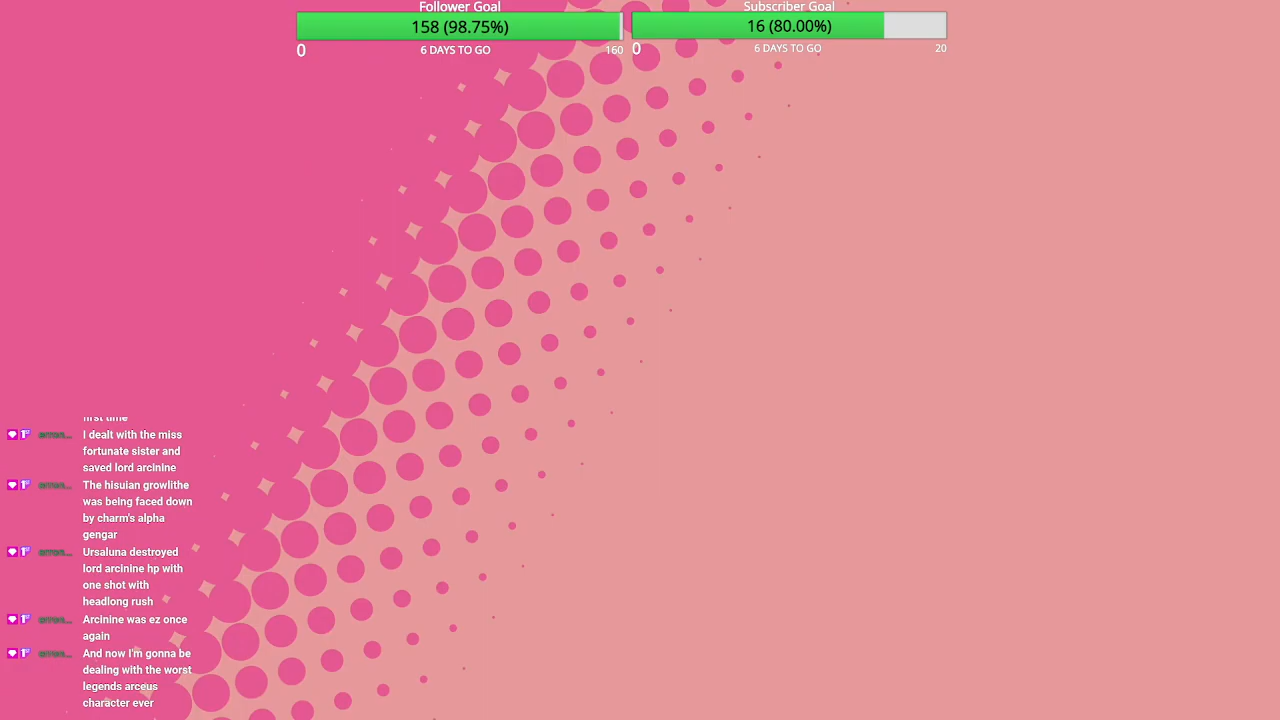 Follower Goal
158 (98.75%)
0
6 DAYS TO GO
160
Subscriber Goal
16 (80.00%)
0
6 DAYS TO GO
20
first time
I dealt with the miss
fortunate sister and
saved lord arcinine
The hisuian growlithe
was being faced down
by charm's alpha
gengar
Ursaluna destroyed
lord arcinine hp with
one shot with
headlong rush
Arcinine was ez once
again
And now I'm gonna be
dealing with the worst
legends arceus
character ever